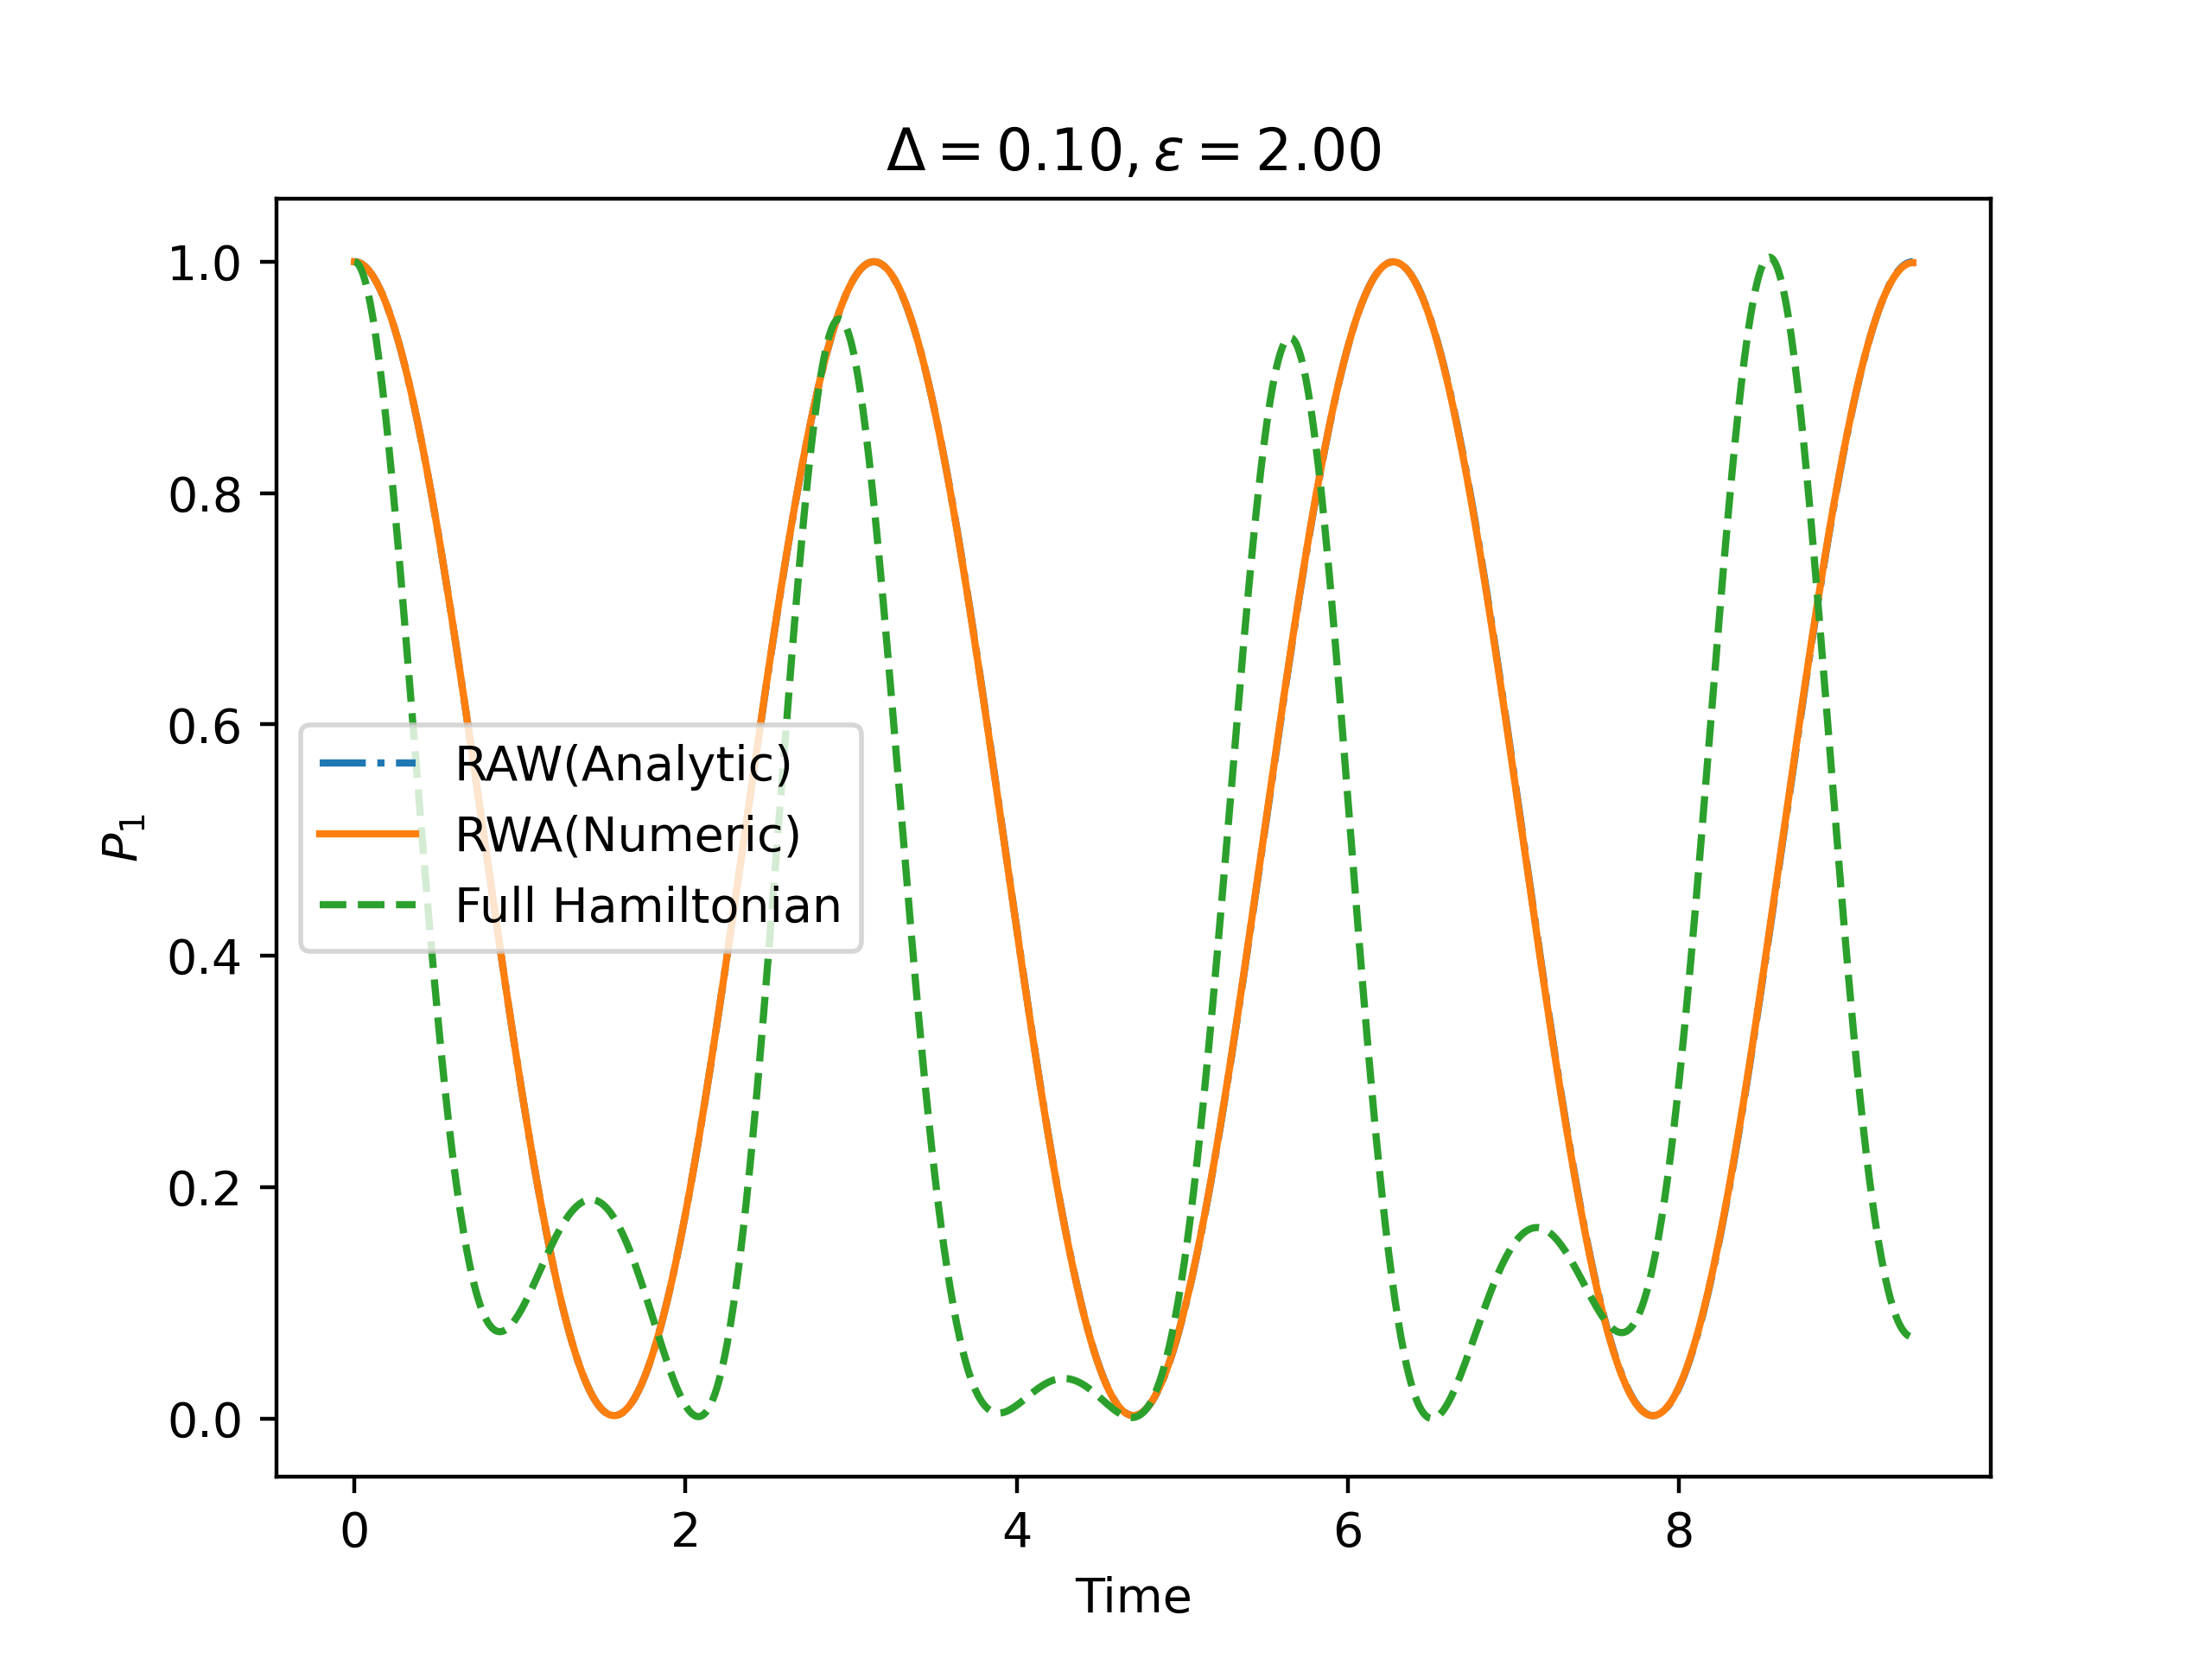 Δ = 0.10, ε = 2.00
1.0
0.8
0.6
0.4
0.2
0.0
P₁
RAW(Analytic)
RWA(Numeric)
Full Hamiltonian
0 2 4 6 8
Time